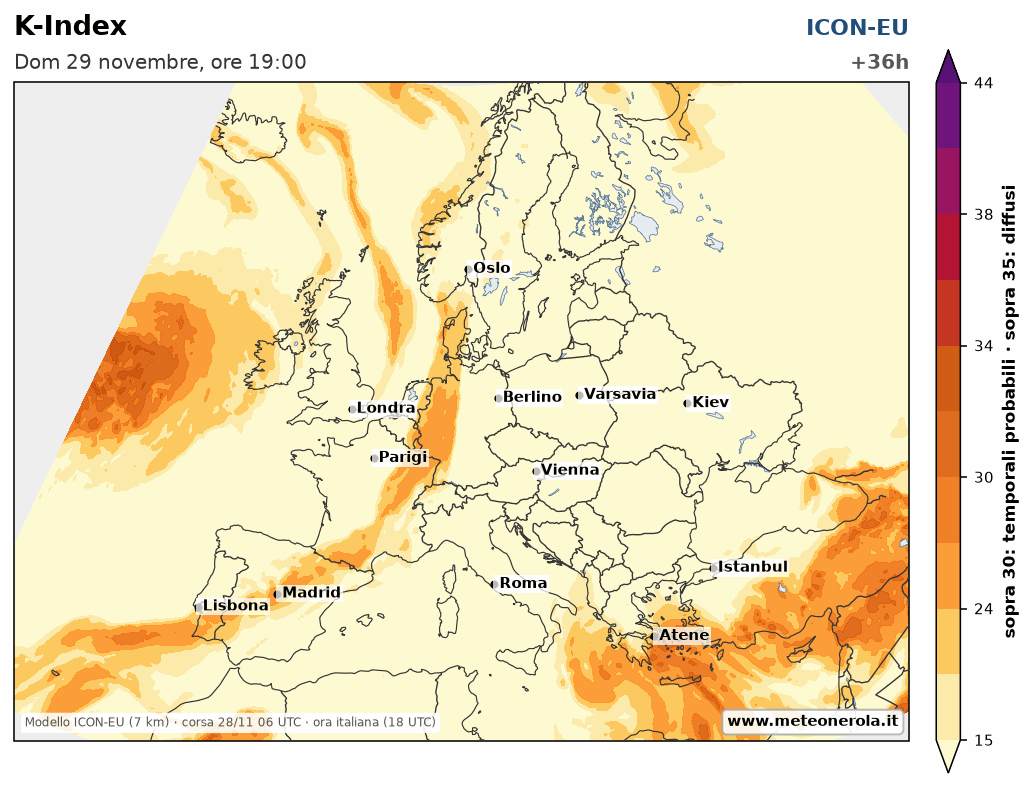 K-Index
ICON-EU
Dom 29 novembre, ore 19:00
+36h
44
38
34
30
24
15
sopra 30: temporali probabili · sopra 35: diffusi
Oslo
Berlino
Varsavia
Kiev
Londra
Parigi
Vienna
Istanbul
Roma
Madrid
Lisbona
Atene
Modello ICON-EU (7 km) · corsa 28/11 06 UTC · ora italiana (18 UTC)
www.meteonerola.it